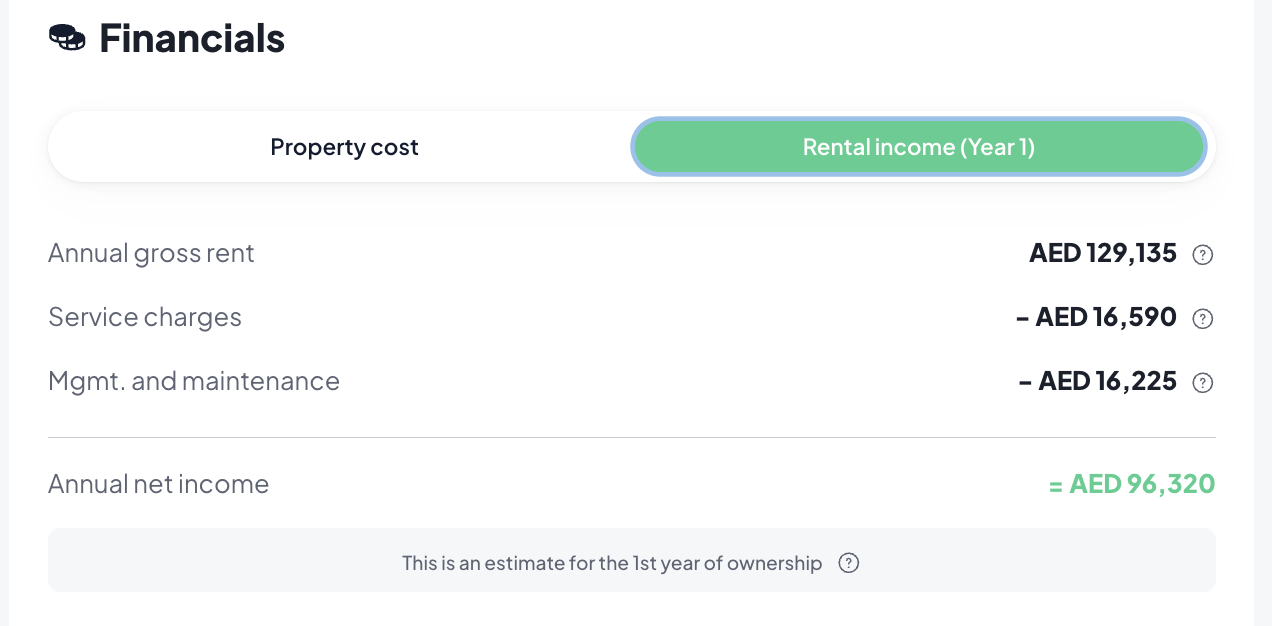 Financials
Property cost
Rental income (Year 1)
Annual gross rent AED 129,135 ?
Service charges – AED 16,590 ?
Mgmt. and maintenance – AED 16,225 ?
Annual net income = AED 96,320
This is an estimate for the 1st year of ownership ?